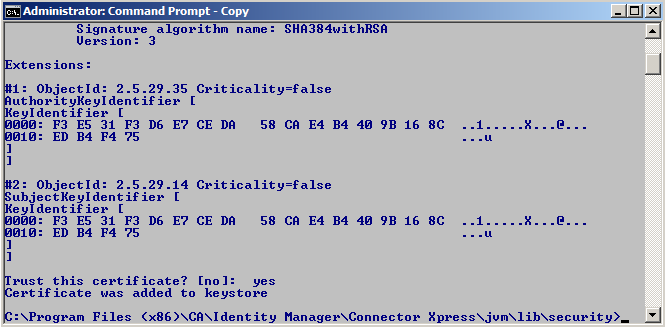 Administrator: Command Prompt - Copy
Signature algorithm name: SHA384withRSA
Version: 3
Extensions:
#1: ObjectId: 2.5.29.35 Criticality=false
AuthorityKeyIdentifier [
KeyIdentifier [
0000: F3 E5 31 F3 D6 E7 CE DA   58 CA E4 B4 40 9B 16 8C  ..1.....X...@...
0010: ED B4 F4 75                                        ...u
]
]
#2: ObjectId: 2.5.29.14 Criticality=false
SubjectKeyIdentifier [
KeyIdentifier [
0000: F3 E5 31 F3 D6 E7 CE DA   58 CA E4 B4 40 9B 16 8C  ..1.....X...@...
0010: ED B4 F4 75                                        ...u
]
]
Trust this certificate? [no]:  yes
Certificate was added to keystore
C:\Program Files (x86)\CA\Identity Manager\Connector Xpress\jvm\lib\security>_